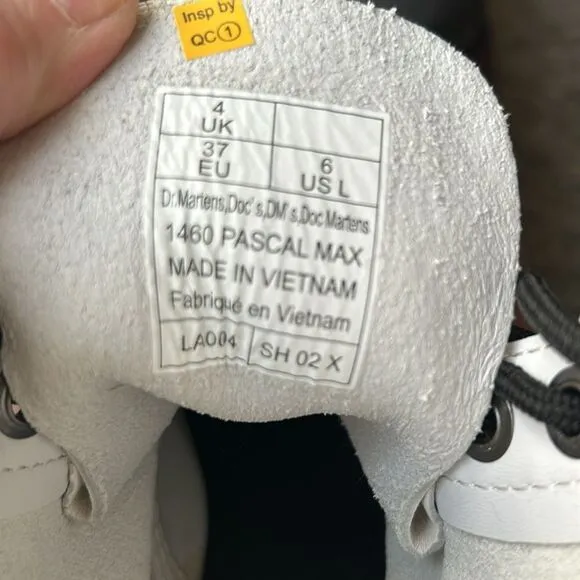 Insp by
QC①
4
UK
37
EU
6
US L
Dr.Martens,Doc's,DM's,Doc Martens
1460 PASCAL MAX
MADE IN VIETNAM
Fabriqué en Vietnam
LA004
SH 02 X